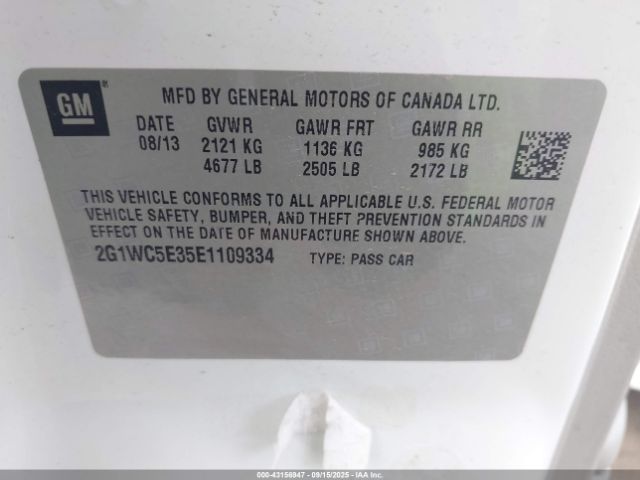 GM
MFD BY GENERAL MOTORS OF CANADA LTD.
DATE GVWR GAWR FRT GAWR RR
08/13 2121 KG 1136 KG 985 KG
4677 LB 2505 LB 2172 LB
THIS VEHICLE CONFORMS TO ALL APPLICABLE U.S. FEDERAL MOTOR
VEHICLE SAFETY, BUMPER, AND THEFT PREVENTION STANDARDS IN
EFFECT ON THE DATE OF MANUFACTURE SHOWN ABOVE.
2G1WC5E35E1109334 TYPE: PASS CAR
000-43156947 - 09/15/2025 - IAA Inc.